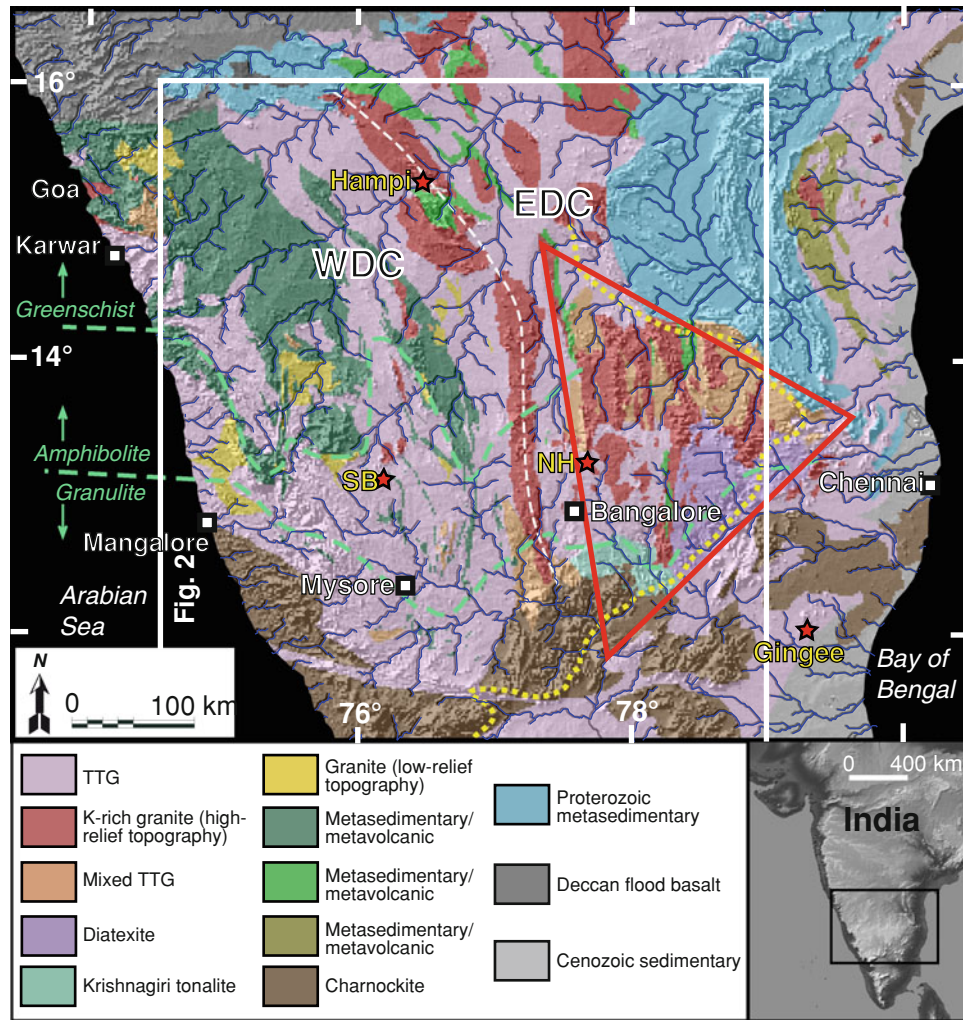 16°
Hampi
Goa
EDC
Karwar
WDC
Greenschist
14°
Amphibolite
SB
NH
Granulite
Chennai
Bangalore
Mangalore
Mysore
Fig. 2
Arabian
Sea
Gingee
Bay of
Bengal
N
0 100 km
76°
78°
TTG
K-rich granite (high-
relief topography)
Mixed TTG
Diatexite
Krishnagiri tonalite
Granite (low-relief
topography)
Metasedimentary/
metavolcanic
Metasedimentary/
metavolcanic
Metasedimentary/
metavolcanic
Charnockite
Proterozoic
metasedimentary
Deccan flood basalt
Cenozoic sedimentary
0 400 km
India